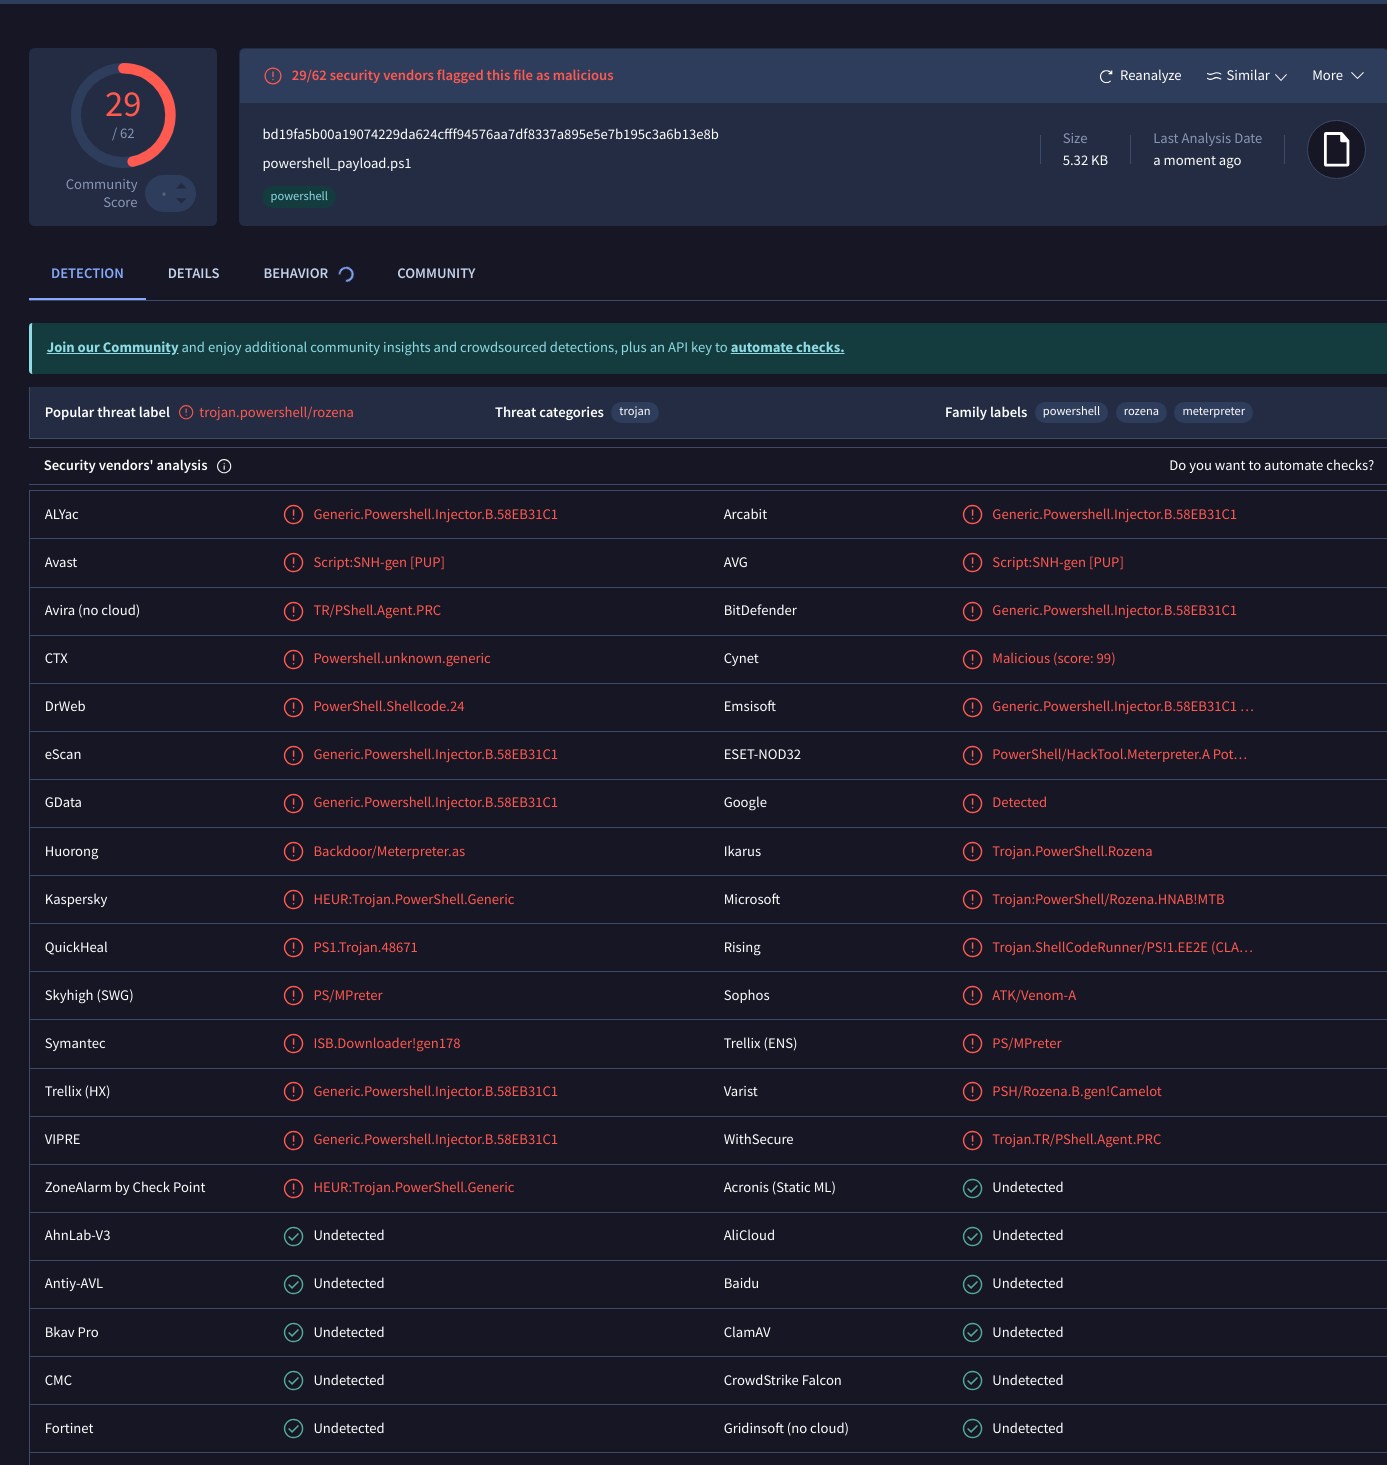 29
/ 62
Community
Score
29/62 security vendors flagged this file as malicious
Reanalyze
Similar
More
bd19fa5b00a19074229da624cfff94576aa7df8337a895e5e7b195c3a6b13e8b
powershell_payload.ps1
powershell
Size
5.32 KB
Last Analysis Date
a moment ago
DETECTION DETAILS BEHAVIOR COMMUNITY
Join our Community and enjoy additional community insights and crowdsourced detections, plus an API key to automate checks.
Popular threat label trojan.powershell/rozena Threat categories trojan Family labels powershell rozena meterpreter
Security vendors' analysis Do you want to automate checks?
ALYac Generic.Powershell.Injector.B.58EB31C1 Arcabit Generic.Powershell.Injector.B.58EB31C1
Avast Script:SNH-gen [PUP] AVG Script:SNH-gen [PUP]
Avira (no cloud) TR/PShell.Agent.PRC BitDefender Generic.Powershell.Injector.B.58EB31C1
CTX Powershell.unknown.generic Cynet Malicious (score: 99)
DrWeb PowerShell.Shellcode.24 Emsisoft Generic.Powershell.Injector.B.58EB31C1 ...
eScan Generic.Powershell.Injector.B.58EB31C1 ESET-NOD32 PowerShell/HackTool.Meterpreter.A Pot...
GData Generic.Powershell.Injector.B.58EB31C1 Google Detected
Huorong Backdoor/Meterpreter.as Ikarus Trojan.PowerShell.Rozena
Kaspersky HEUR:Trojan.PowerShell.Generic Microsoft Trojan:PowerShell/Rozena.HNAB!MTB
QuickHeal PS1.Trojan.48671 Rising Trojan.ShellCodeRunner/PS!1.EE2E (CLA...
Skyhigh (SWG) PS/MPreter Sophos ATK/Venom-A
Symantec ISB.Downloader!gen178 Trellix (ENS) PS/MPreter
Trellix (HX) Generic.Powershell.Injector.B.58EB31C1 Varist PSH/Rozena.B.gen!Camelot
VIPRE Generic.Powershell.Injector.B.58EB31C1 WithSecure Trojan.TR/PShell.Agent.PRC
ZoneAlarm by Check Point HEUR:Trojan.PowerShell.Generic Acronis (Static ML) Undetected
AhnLab-V3 Undetected AliCloud Undetected
Antiy-AVL Undetected Baidu Undetected
Bkav Pro Undetected ClamAV Undetected
CMC Undetected CrowdStrike Falcon Undetected
Fortinet Undetected Gridinsoft (no cloud) Undetected